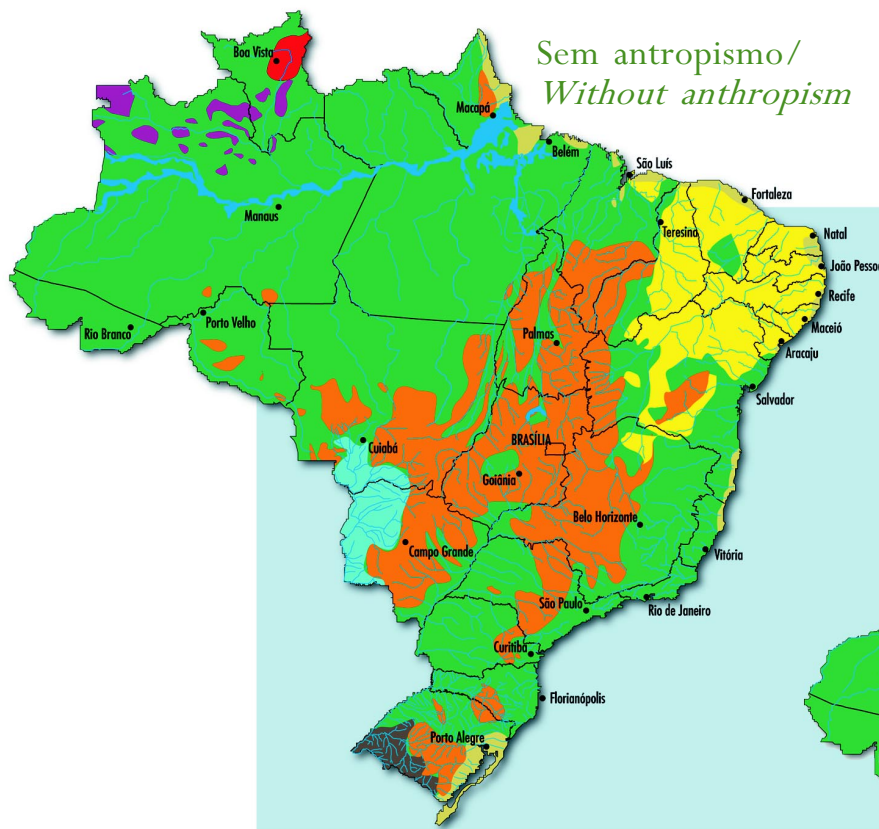 Sem antropismo/
Without anthropism
Boa Vista
Macapá
Belém
São Luís
Fortaleza
Manaus
Teresina
Natal
João Pesso
Recife
Porto Velho
Rio Branco
Palmas
Maceió
Aracaju
Salvador
Cuiabá
BRASÍLIA
Goiânia
Belo Horizonte
Campo Grande
Vitória
São Paulo
Rio de Janeiro
Curitiba
Florianópolis
Porto Alegre